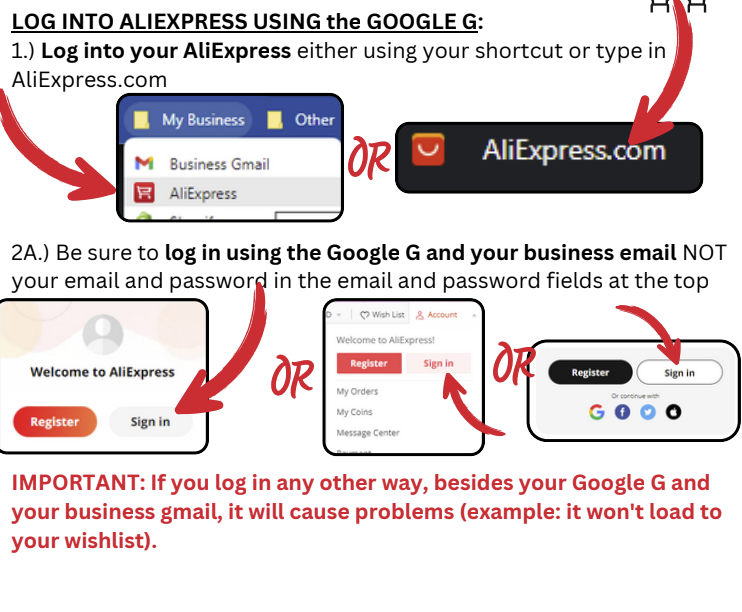 LOG INTO ALIEXPRESS USING the GOOGLE G:
1.) Log into your AliExpress either using your shortcut or type in
AliExpress.com
My Business
Other
Business Gmail
AliExpress
OR
AliExpress.com
2A.) Be sure to log in using the Google G and your business email NOT
your email and password in the email and password fields at the top
Welcome to AliExpress
Register
Sign in
OR
Wish List
Account
Welcome to AliExpress!
Register
Sign in
My Orders
My Coins
Message Center
OR
Register
Sign in
Or continue with
IMPORTANT: If you log in any other way, besides your Google G and
your business gmail, it will cause problems (example: it won't load to
your wishlist).